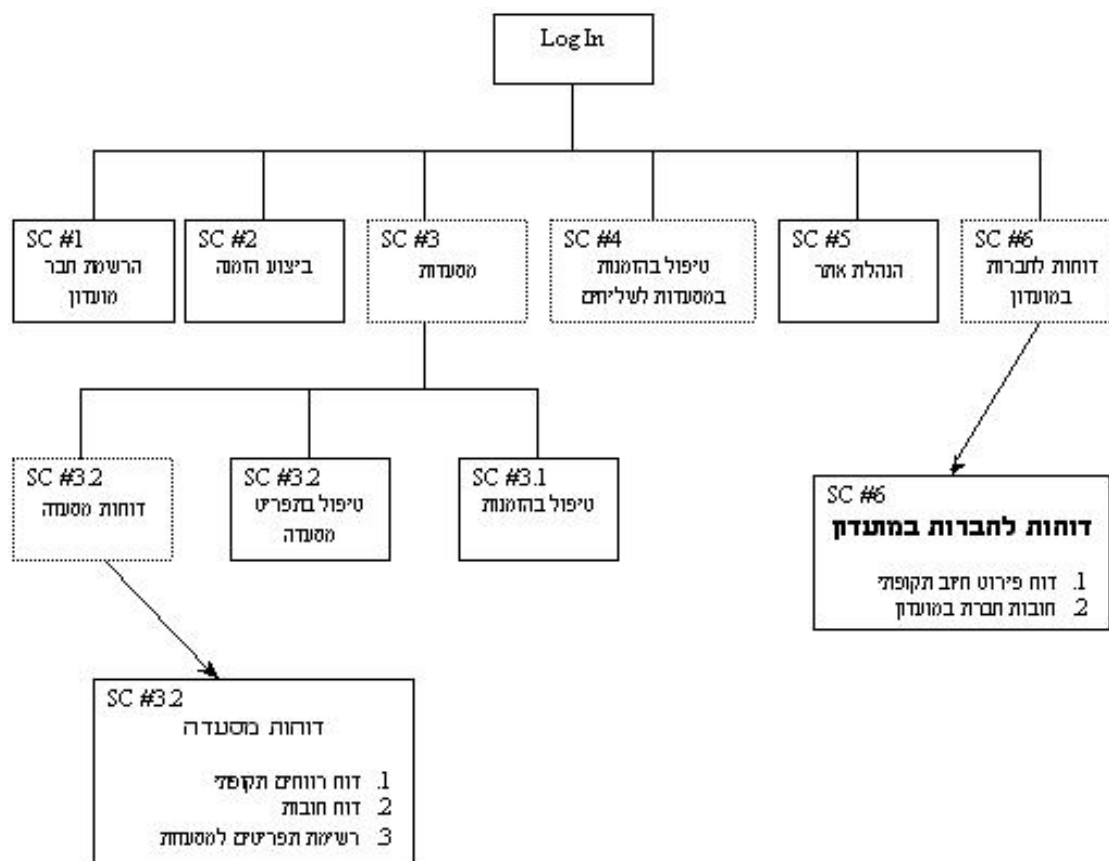 Log In
SC #1
הרשמת חבר
מועדון
SC #2
ביצוע הזמנה
SC #3
מסעדות
SC #4
טיפול בהזמנות
במסעדות לשליחים
SC #5
הנהלת אתר
SC #6
דוחות לחברות
במועדון
SC #3.2
דוחות מסעדה
SC #3.2
טיפול בתפריט
מסעדה
SC #3.1
טיפול בהזמנות
SC #6
דוחות לחברות במועדון
1. דוח פירוט חיוב תקופתי
2. חובות חברת במועדון
SC #3.2
דוחות מסעדה
1. דוח רווחים תקופתי
2. דוח חובות
3. רשימת תפריטים למסעדות